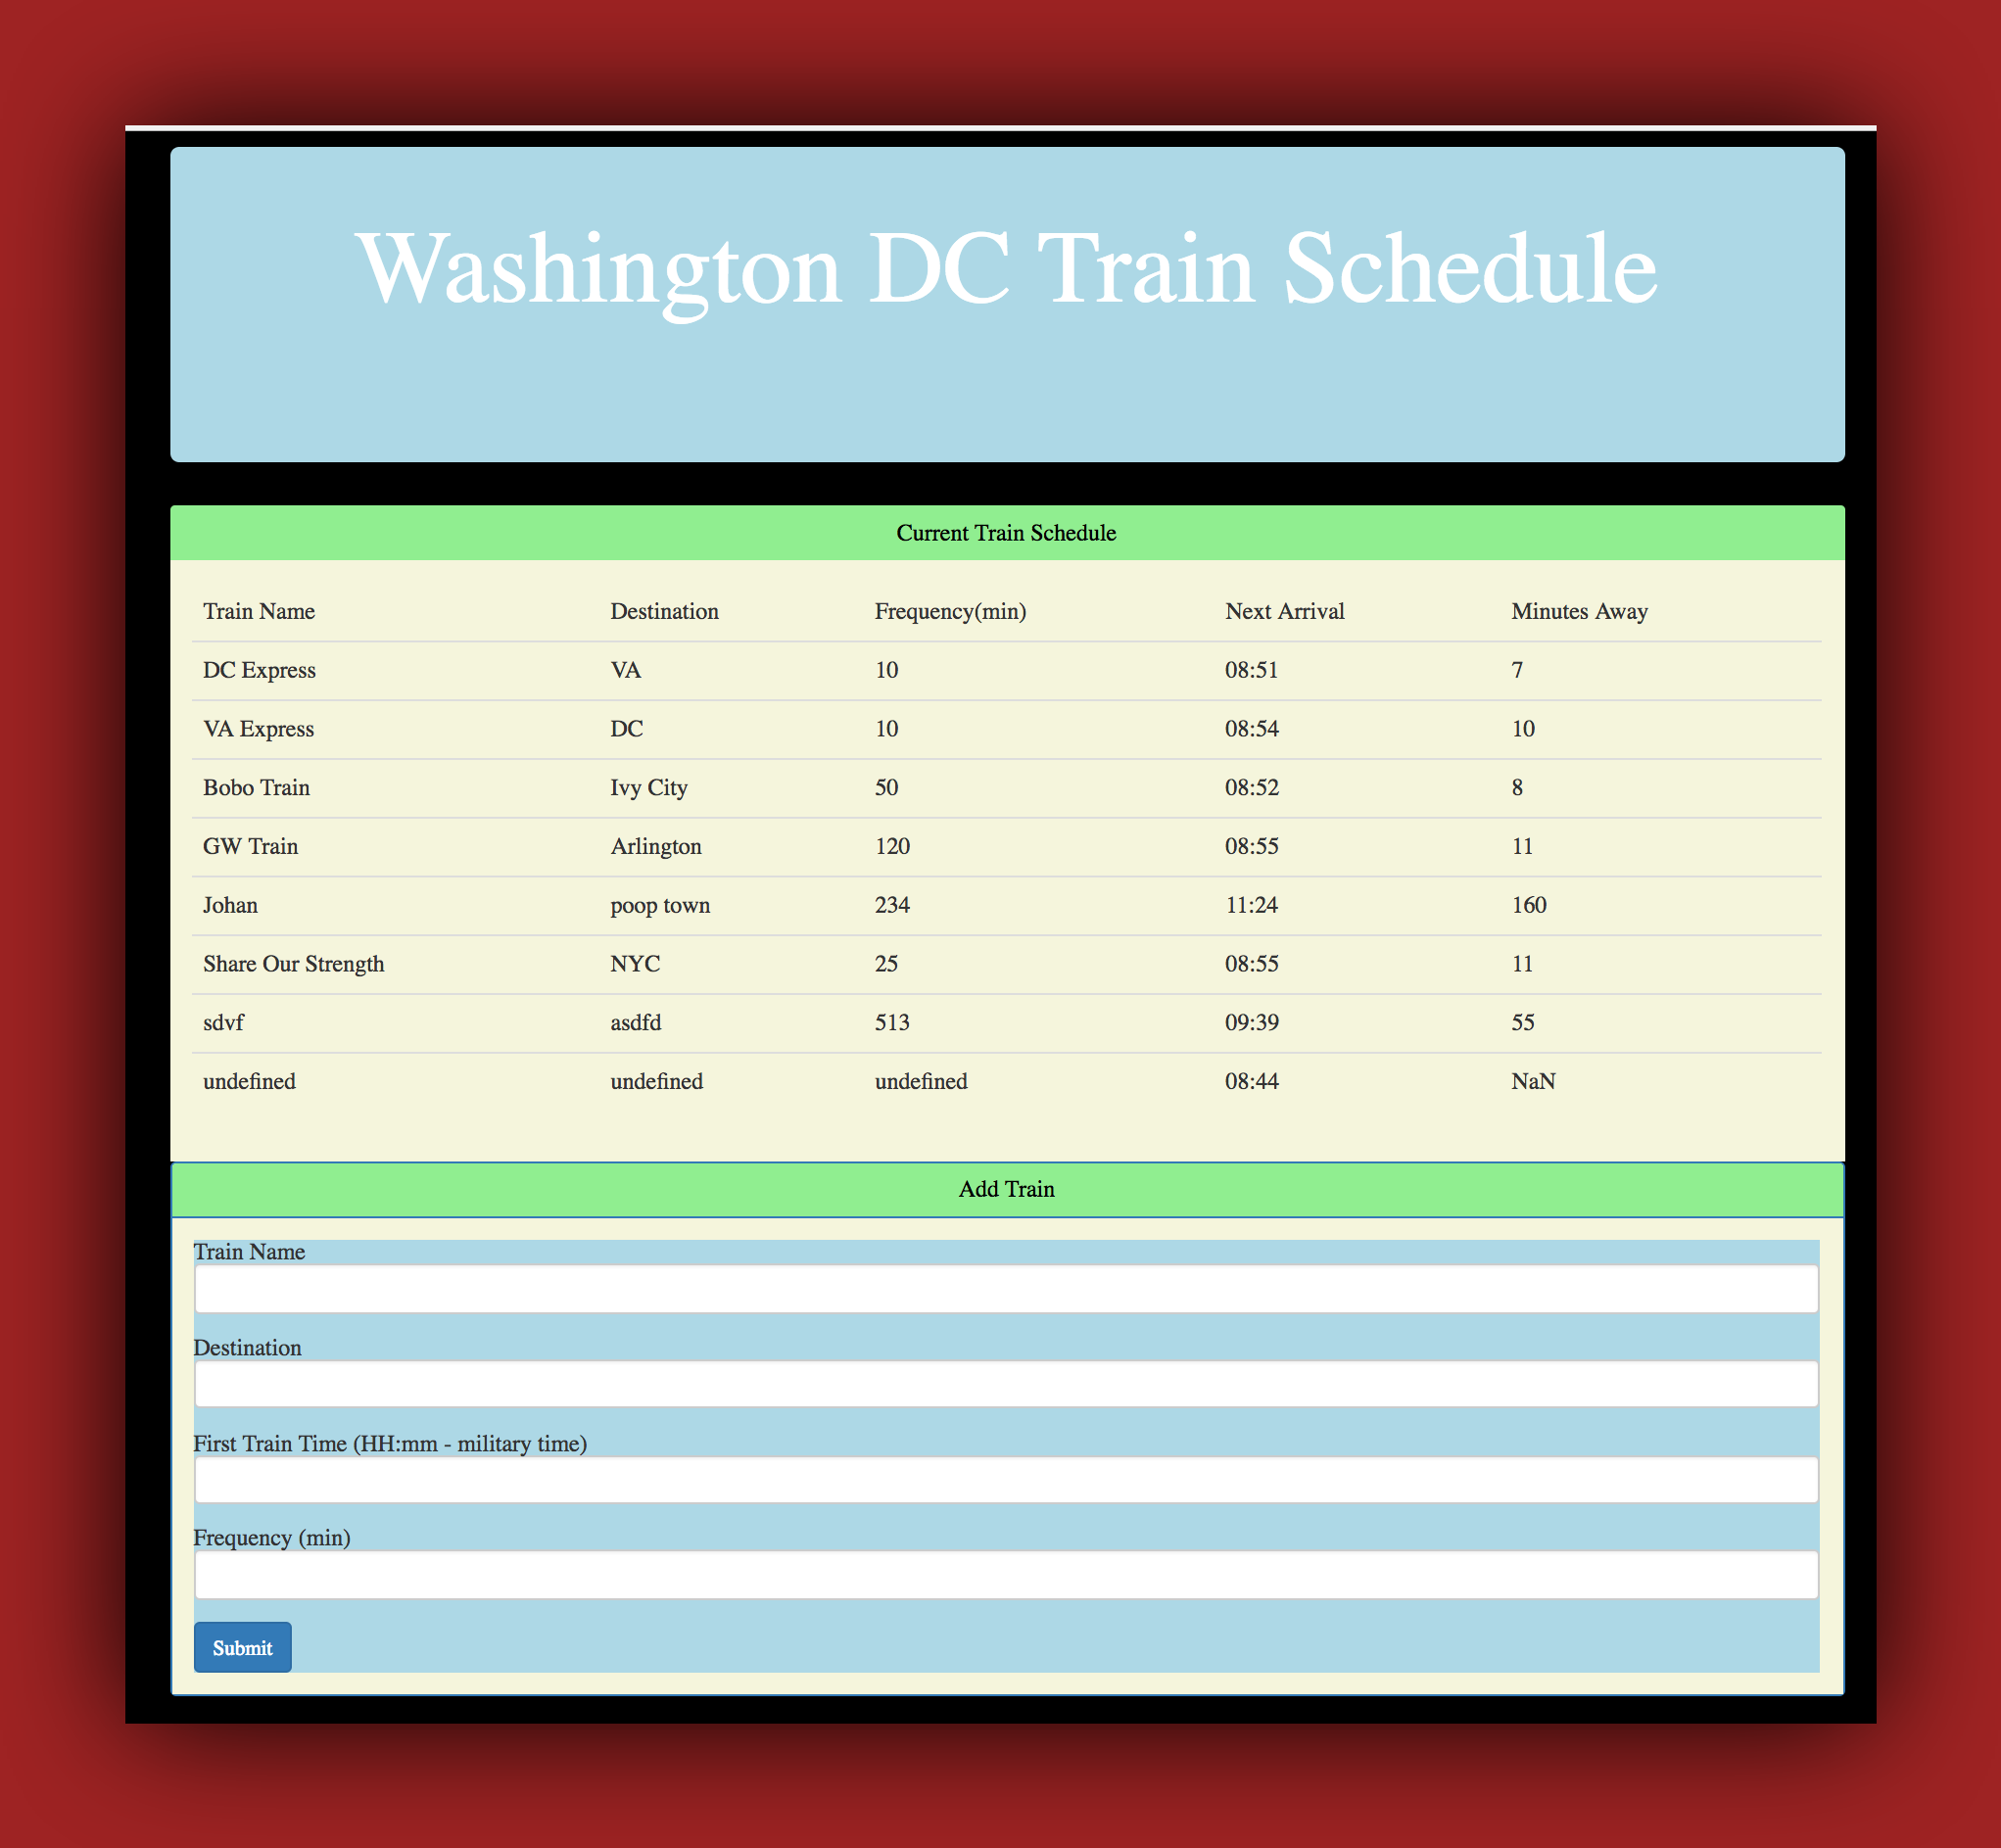 Washington DC Train Schedule
Current Train Schedule
Train Name Destination Frequency(min) Next Arrival Minutes Away
DC Express VA 10 08:51 7
VA Express DC 10 08:54 10
Bobo Train Ivy City 50 08:52 8
GW Train Arlington 120 08:55 11
Johan poop town 234 11:24 160
Share Our Strength NYC 25 08:55 11
sdvf asdfd 513 09:39 55
undefined undefined undefined 08:44 NaN
Add Train
Train Name
Destination
First Train Time (HH:mm - military time)
Frequency (min)
Submit